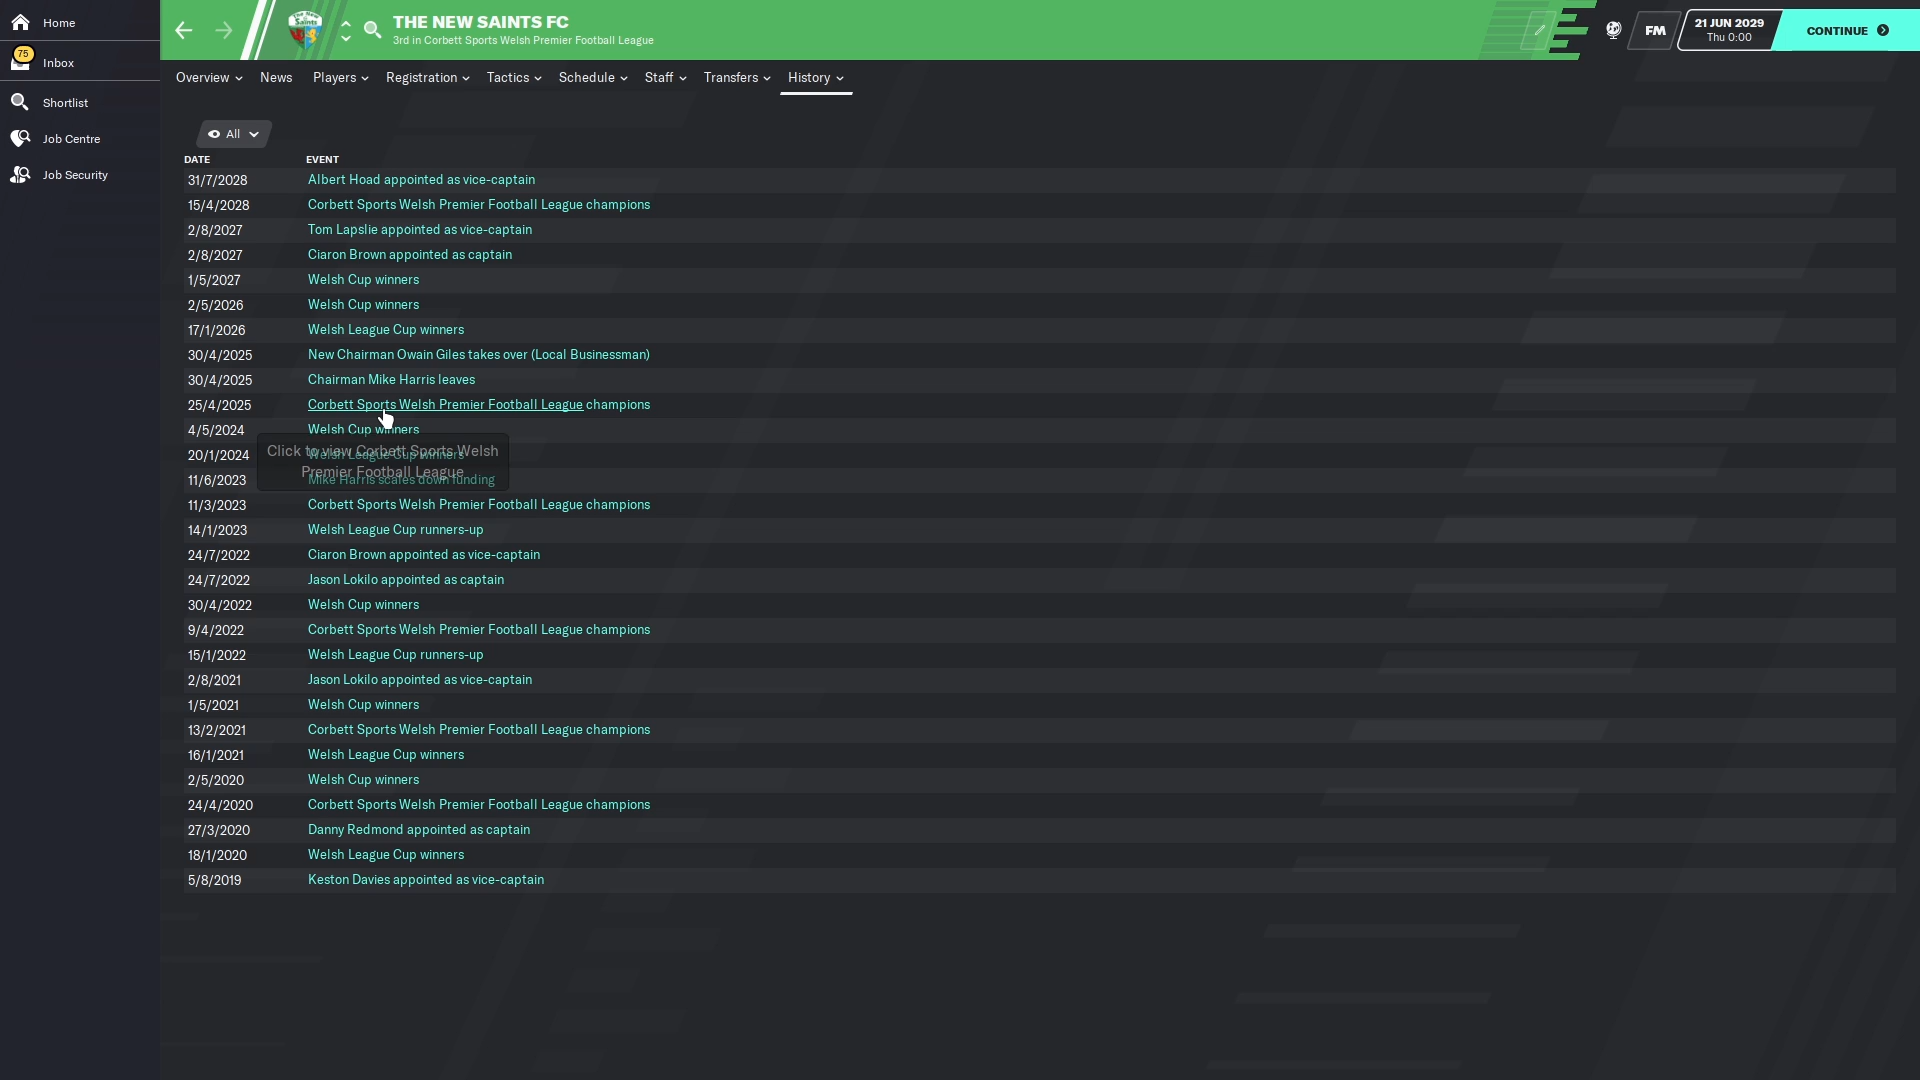 Home
THE NEW SAINTS FC
3rd in Corbett Sports Welsh Premier Football League
FM
21 JUN 2029
Thu 0:00
CONTINUE
75
Inbox
Overview
News
Players
Registration
Tactics
Schedule
Staff
Transfers
History
Shortlist
Job Centre
Job Security
All
DATE EVENT
31/7/2028 Albert Hoad appointed as vice-captain
15/4/2028 Corbett Sports Welsh Premier Football League champions
2/8/2027 Tom Lapslie appointed as vice-captain
2/8/2027 Ciaron Brown appointed as captain
1/5/2027 Welsh Cup winners
2/5/2026 Welsh Cup winners
17/1/2026 Welsh League Cup winners
30/4/2025 New Chairman Owain Giles takes over (Local Businessman)
30/4/2025 Chairman Mike Harris leaves
25/4/2025 Corbett Sports Welsh Premier Football League champions
4/5/2024 Welsh Cup winners
Click to view Corbett Sports Welsh
Premier Football League
20/1/2024 Welsh League Cup winners
11/6/2023 Mike Harris scales down funding
11/3/2023 Corbett Sports Welsh Premier Football League champions
14/1/2023 Welsh League Cup runners-up
24/7/2022 Ciaron Brown appointed as vice-captain
24/7/2022 Jason Lokilo appointed as captain
30/4/2022 Welsh Cup winners
9/4/2022 Corbett Sports Welsh Premier Football League champions
15/1/2022 Welsh League Cup runners-up
2/8/2021 Jason Lokilo appointed as vice-captain
1/5/2021 Welsh Cup winners
13/2/2021 Corbett Sports Welsh Premier Football League champions
16/1/2021 Welsh League Cup winners
2/5/2020 Welsh Cup winners
24/4/2020 Corbett Sports Welsh Premier Football League champions
27/3/2020 Danny Redmond appointed as captain
18/1/2020 Welsh League Cup winners
5/8/2019 Keston Davies appointed as vice-captain